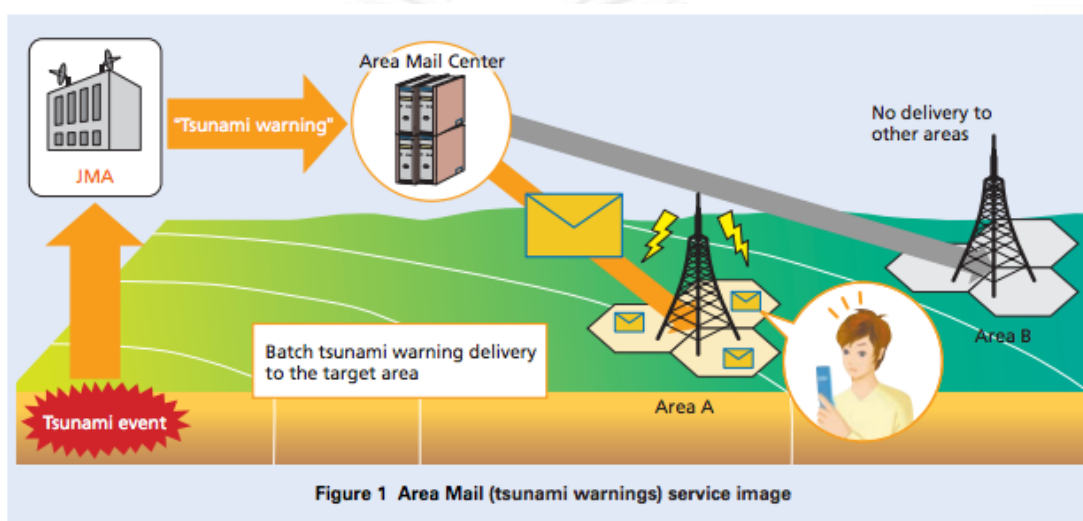 Area Mail Center
"Tsunami warning"
JMA
No delivery to
other areas
Batch tsunami warning delivery
to the target area
Tsunami event
Area A
Area B
Figure 1 Area Mail (tsunami warnings) service image